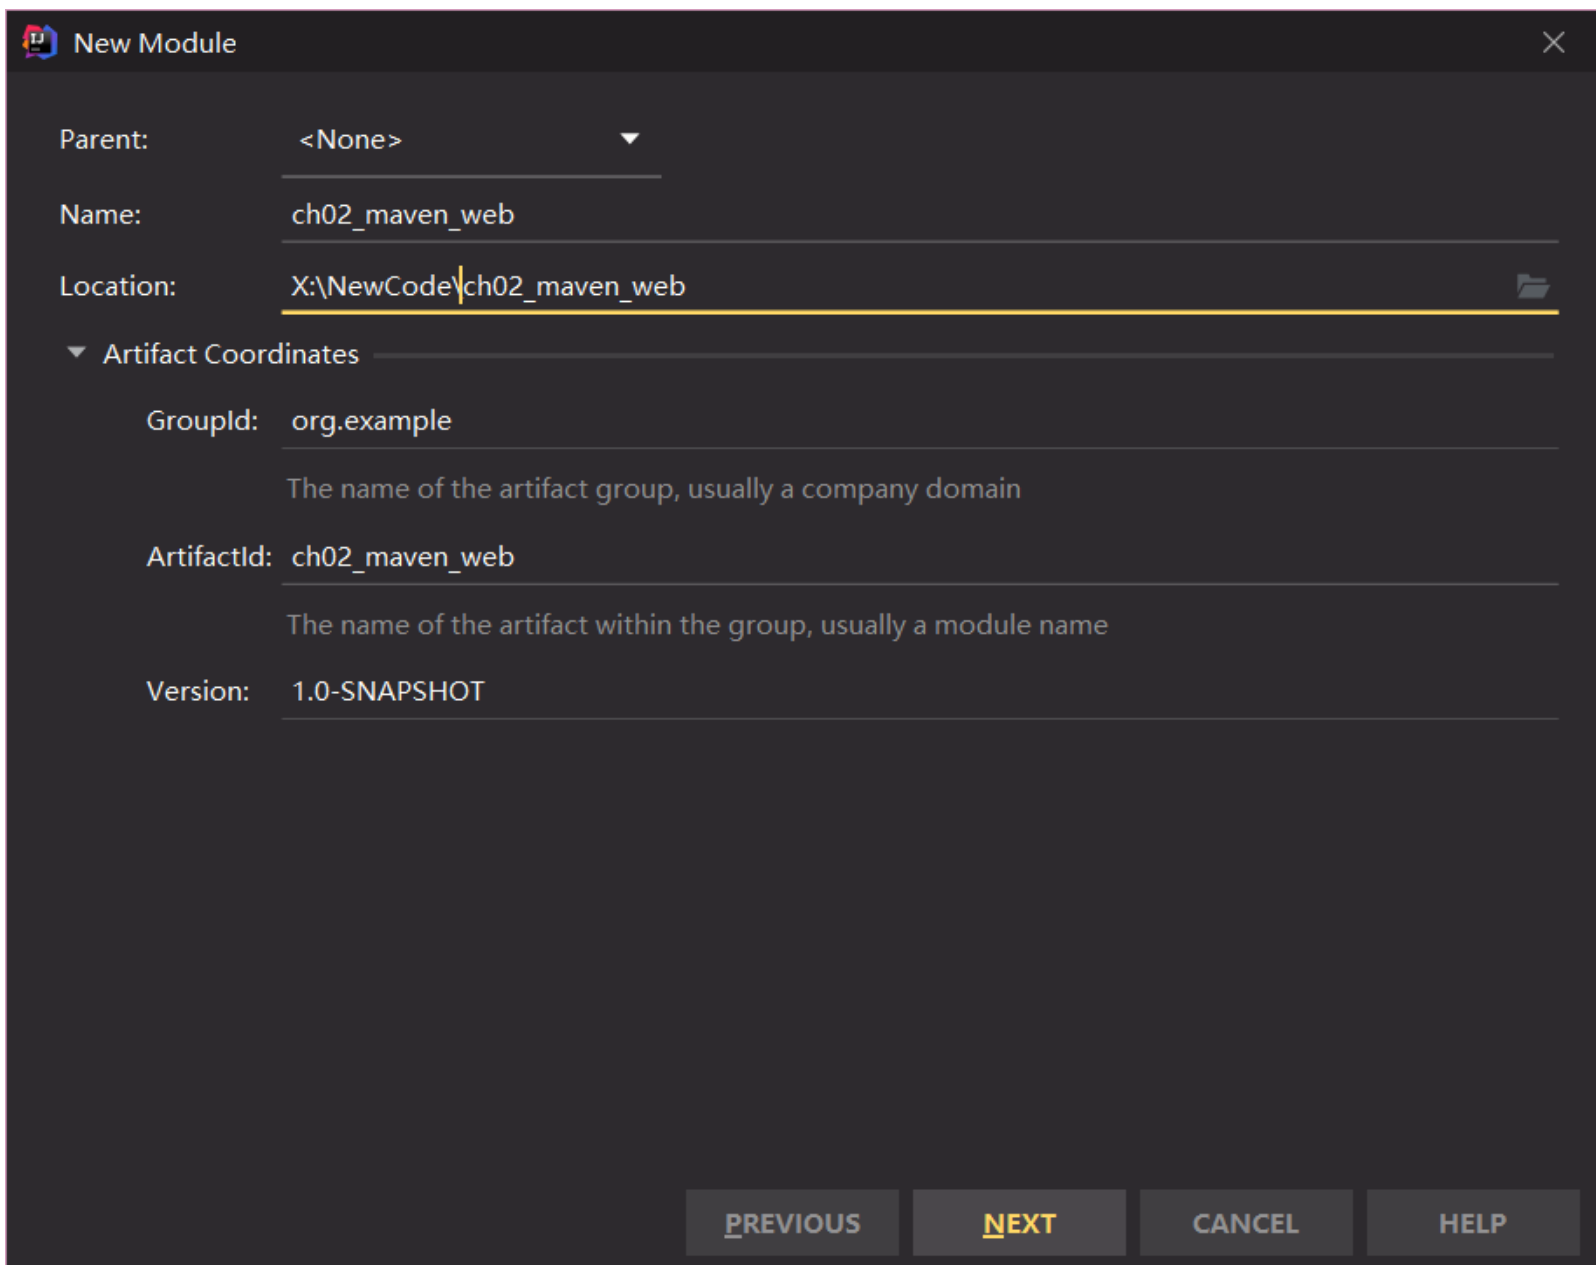 New Module
Parent: <None>
Name: ch02_maven_web
Location: X:\NewCode\ch02_maven_web
Artifact Coordinates
GroupId: org.example
The name of the artifact group, usually a company domain
ArtifactId: ch02_maven_web
The name of the artifact within the group, usually a module name
Version: 1.0-SNAPSHOT
PREVIOUS NEXT CANCEL HELP